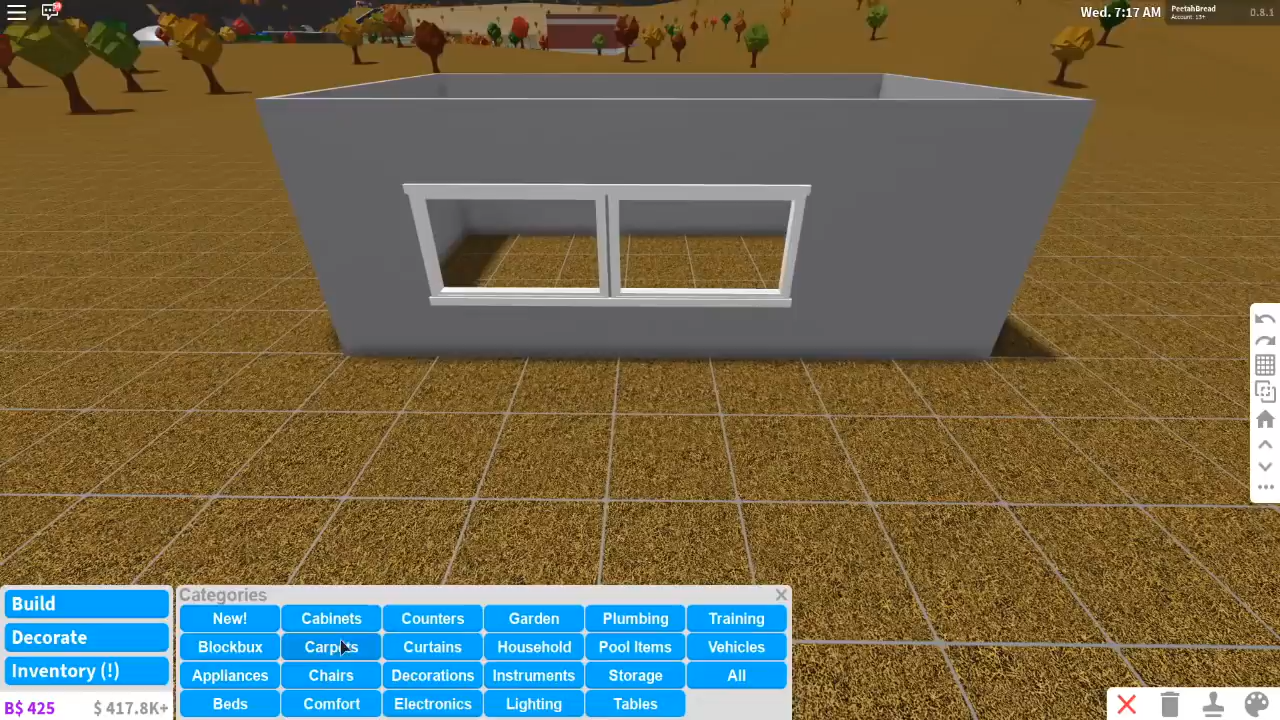 Wed. 7:17 AM
PeetahBread
Account: 13+
0.8.1
Build
Decorate
Inventory (!)
B$ 425 $ 417.8K+
Categories
New! Cabinets Counters Garden Plumbing Training
Blockbux Carpets Curtains Household Pool Items Vehicles
Appliances Chairs Decorations Instruments Storage All
Beds Comfort Electronics Lighting Tables